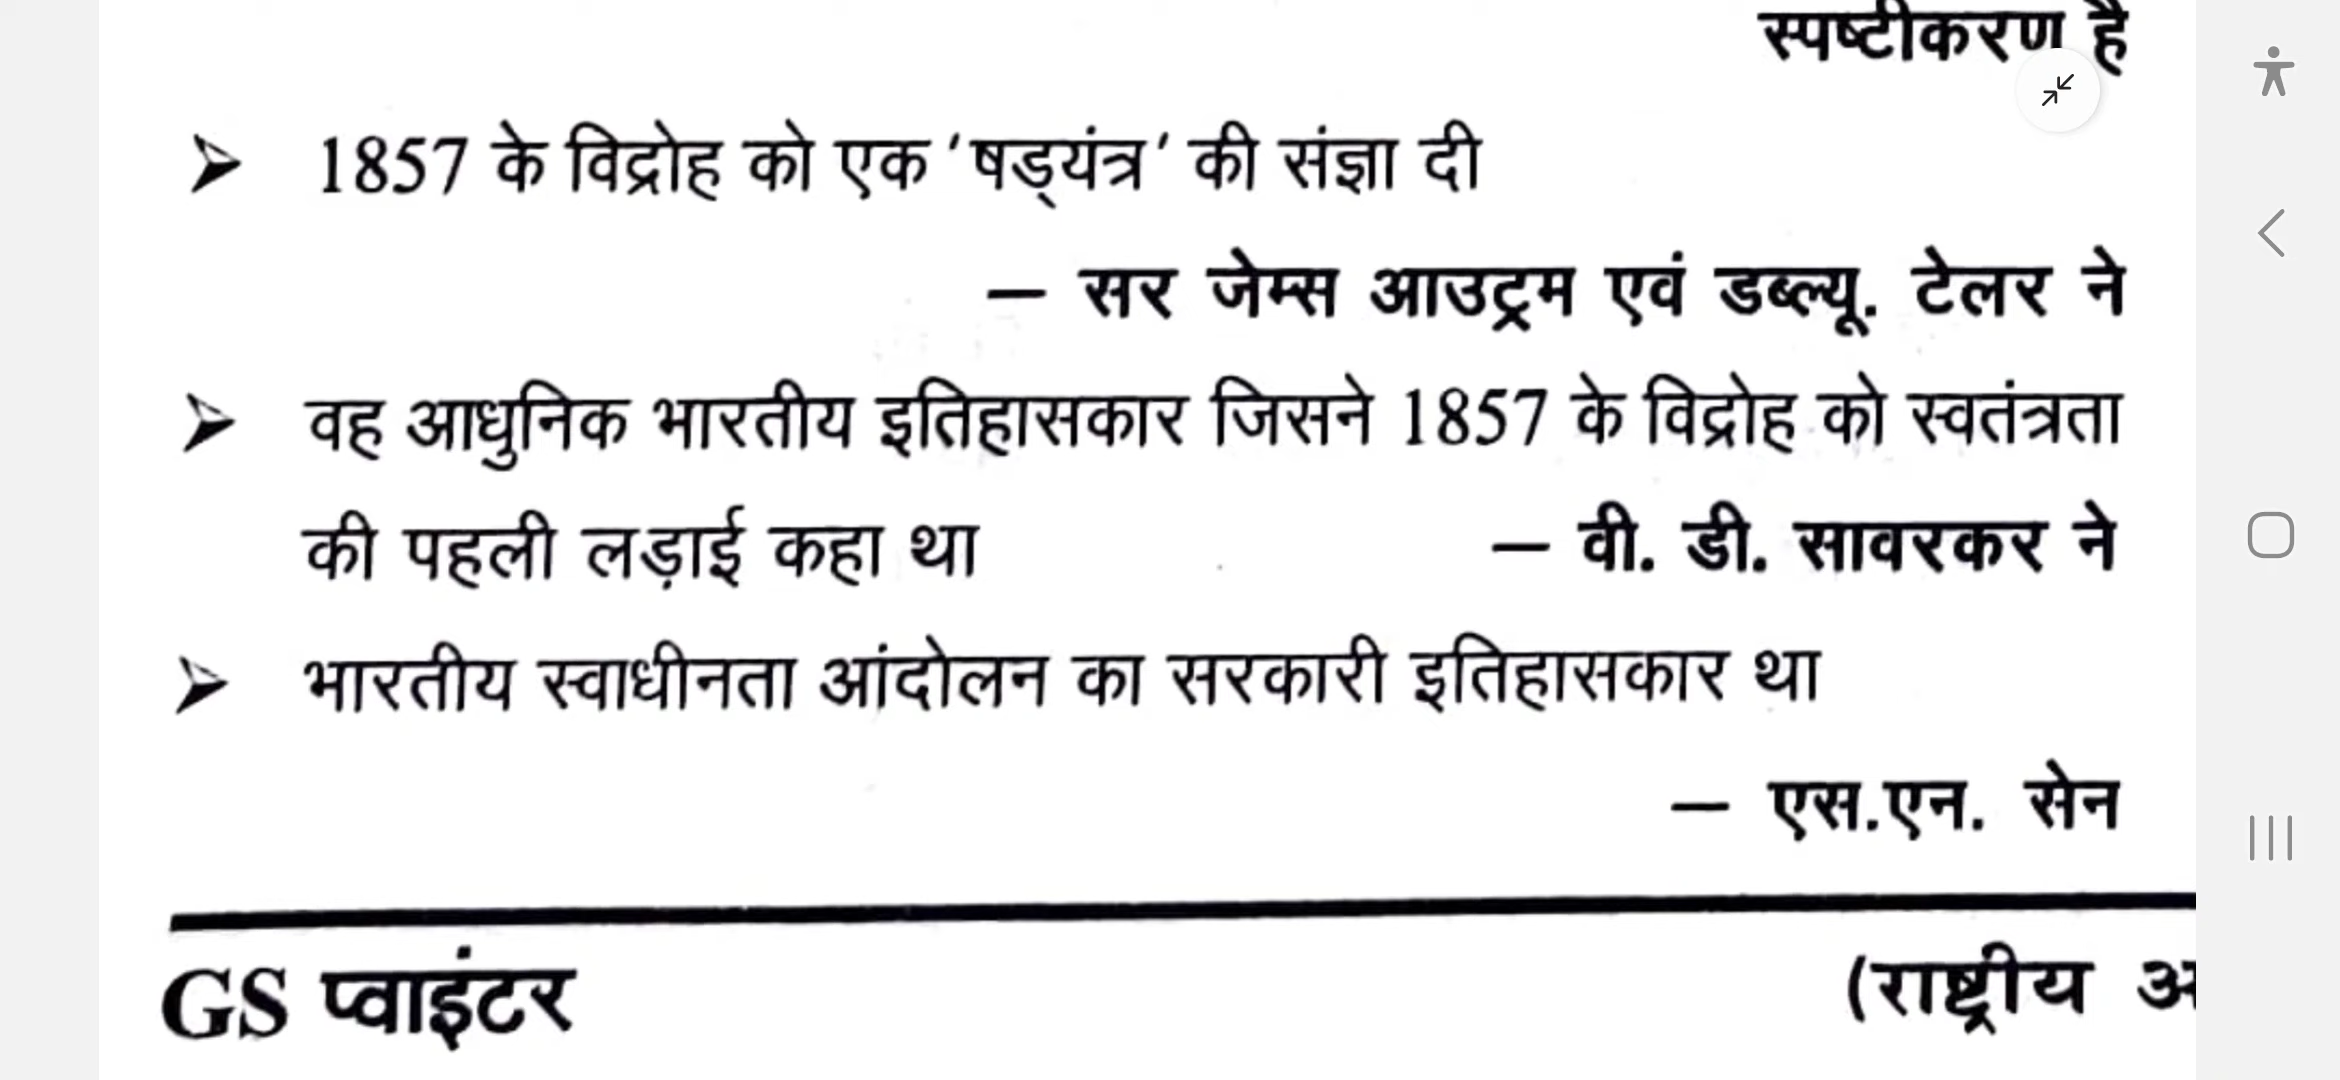 स्पष्टीकरण है
➢ 1857 के विद्रोह को एक 'षड्यंत्र' की संज्ञा दी
— सर जेम्स आउट्रम एवं डब्ल्यू. टेलर ने
➢ वह आधुनिक भारतीय इतिहासकार जिसने 1857 के विद्रोह को स्वतंत्रता
की पहली लड़ाई कहा था — वी. डी. सावरकर ने
➢ भारतीय स्वाधीनता आंदोलन का सरकारी इतिहासकार था
— एस.एन. सेन
GS प्वाइंटर (राष्ट्रीय